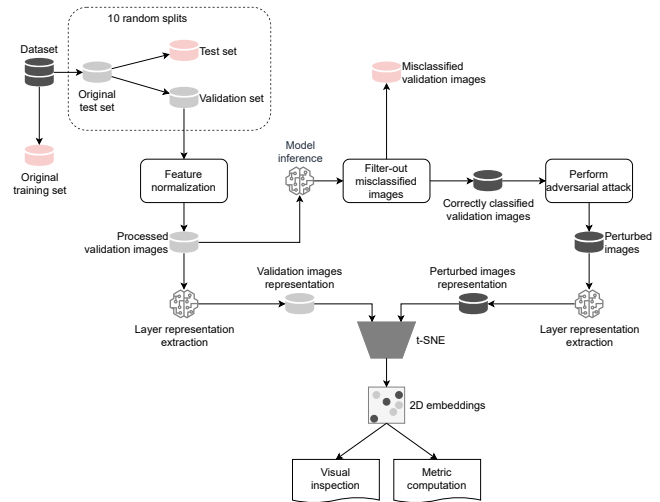 10 random splits
Dataset
Test set
Original
test set
Validation set
Original
training set
Misclassified
validation images
Model
inference
Feature
normalization
Filter-out
misclassified
images
Correctly classified
validation images
Perform
adversarial attack
Processed
validation images
Perturbed
images
Validation images
representation
Perturbed images
representation
Layer representation
extraction
Layer representation
extraction
t-SNE
2D embeddings
Visual
inspection
Metric
computation